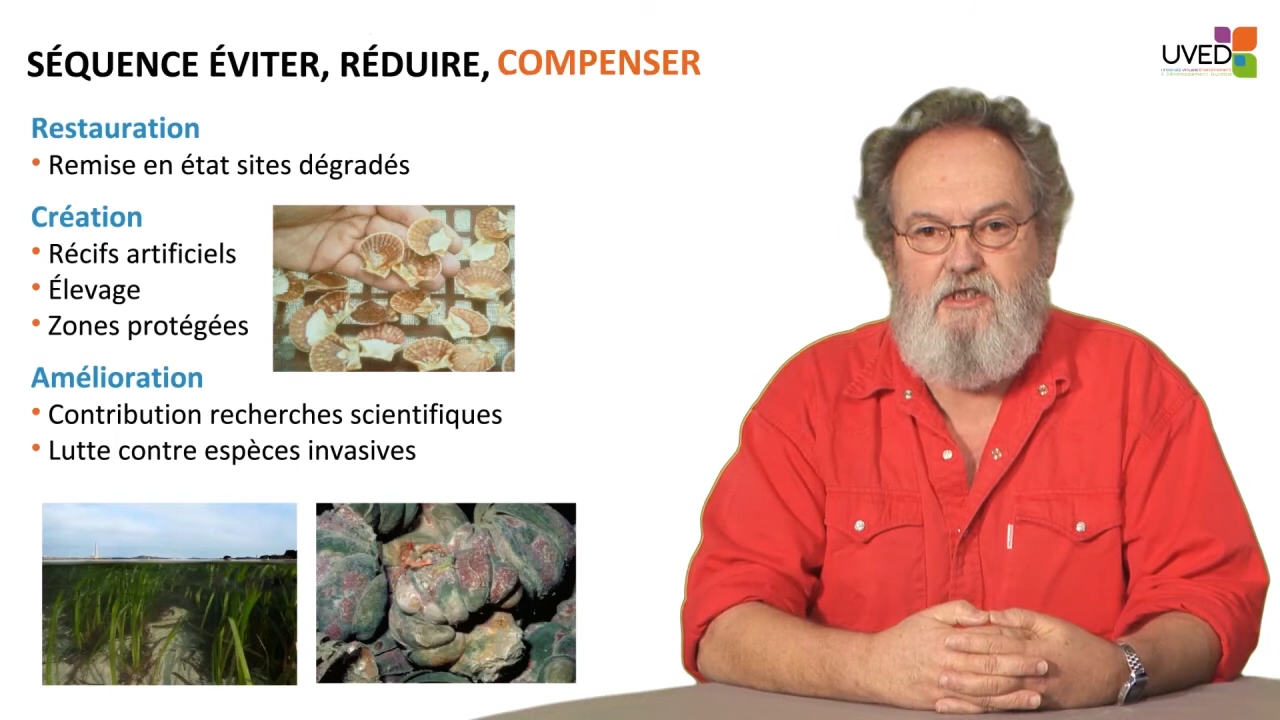 SÉQUENCE ÉVITER, RÉDUIRE, COMPENSER
UVED
Restauration
• Remise en état sites dégradés
Création
• Récifs artificiels
• Élevage
• Zones protégées
Amélioration
• Contribution recherches scientifiques
• Lutte contre espèces invasives